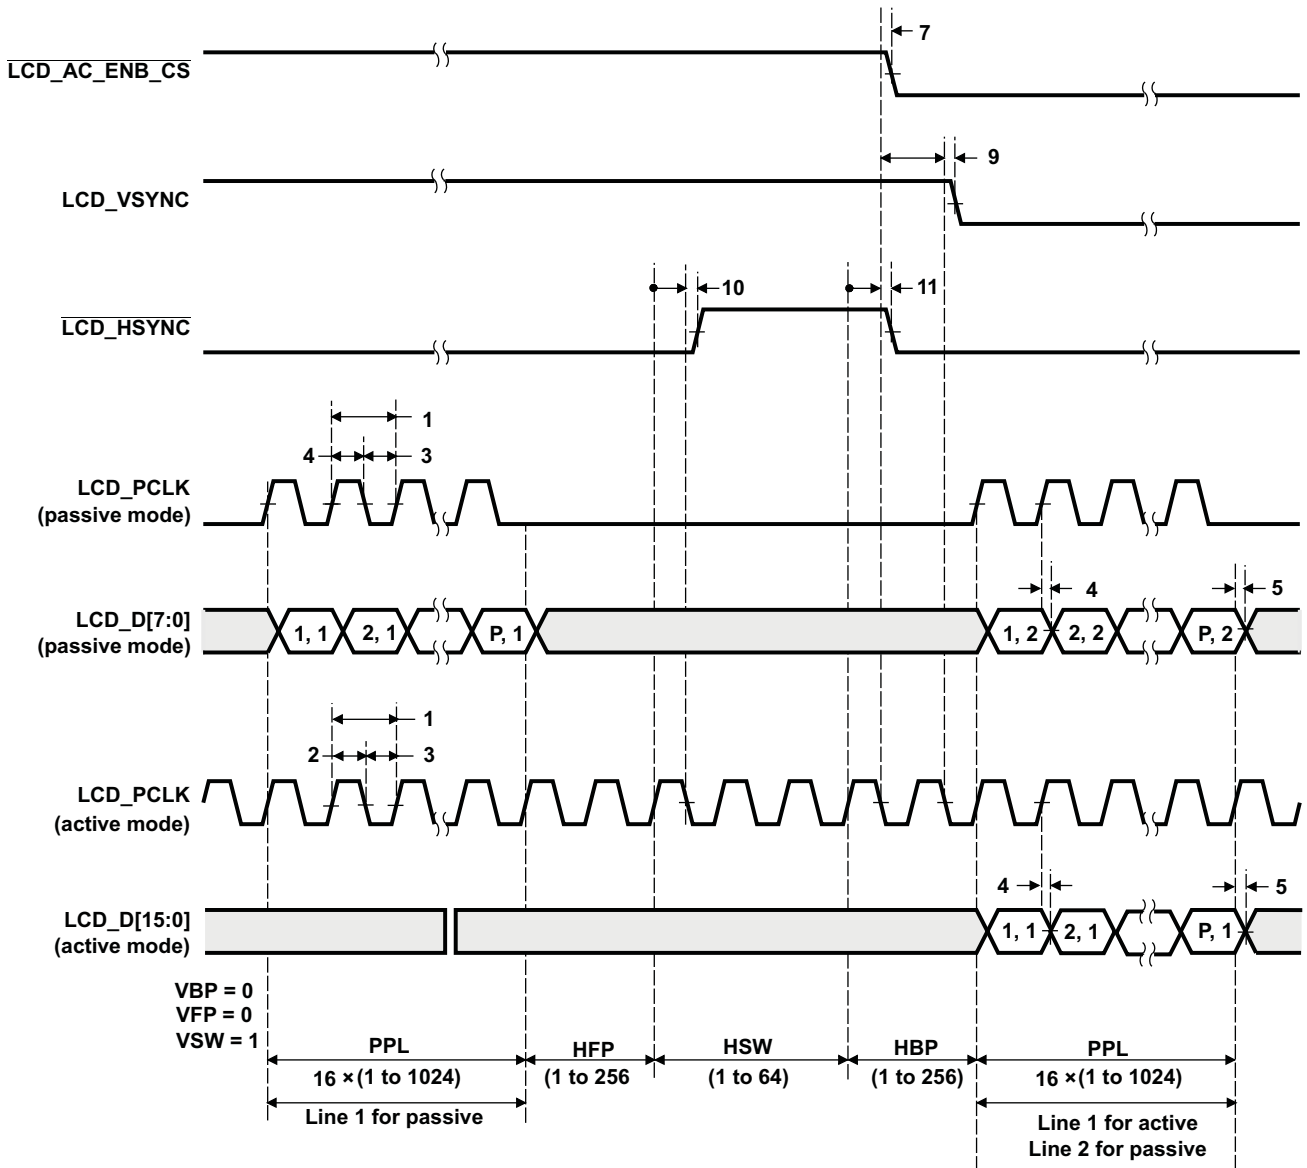 7
LCD_AC_ENB_CS
9
LCD_VSYNC
10
11
LCD_HSYNC
1
4
3
LCD_PCLK
(passive mode)
4
5
LCD_D[7:0]
(passive mode)
1, 1
2, 1
P, 1
1, 2
2, 2
P, 2
1
2
3
LCD_PCLK
(active mode)
4
5
LCD_D[15:0]
(active mode)
1, 1
2, 1
P, 1
VBP = 0
VFP = 0
VSW = 1
PPL
HFP
HSW
HBP
PPL
16 × (1 to 1024)
(1 to 256
(1 to 64)
(1 to 256)
16 × (1 to 1024)
Line 1 for passive
Line 1 for active
Line 2 for passive